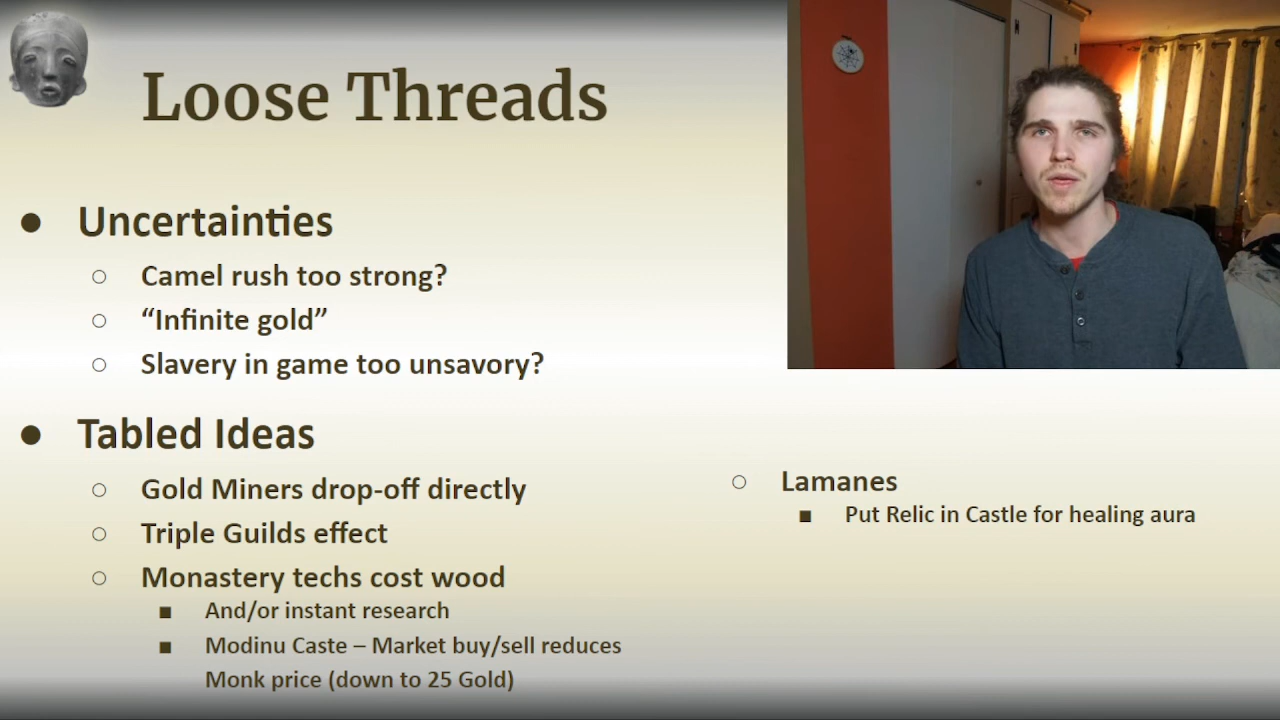 Loose Threads
● Uncertainties
○ Camel rush too strong?
○ “Infinite gold”
○ Slavery in game too unsavory?
● Tabled Ideas
○ Gold Miners drop-off directly
○ Triple Guilds effect
○ Monastery techs cost wood
■ And/or instant research
■ Modinu Caste – Market buy/sell reduces
Monk price (down to 25 Gold)
○ Lamanes
■ Put Relic in Castle for healing aura